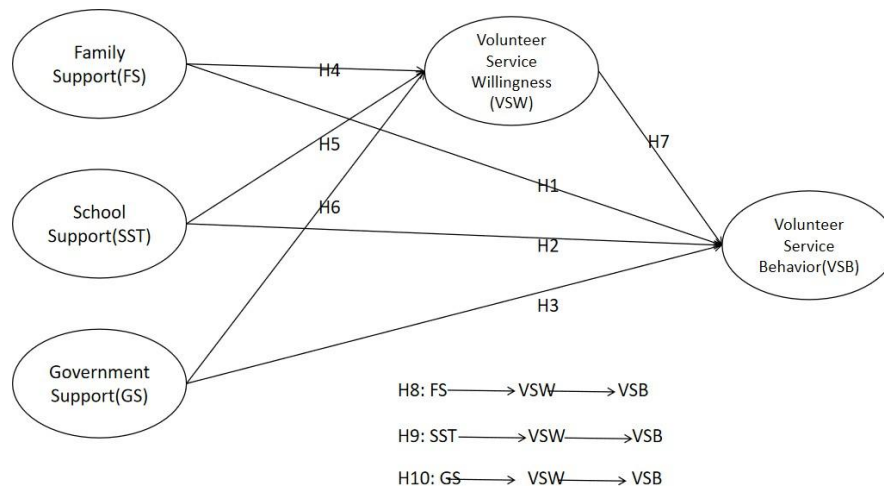 Family
Support(FS)
Volunteer
Service
Willingness
(VSW)
H4
H5
H6
H7
H1
School
Support(SST)
H2
Volunteer
Service
Behavior(VSB)
H3
Government
Support(GS)
H8: FS VSW VSB
H9: SST VSW VSB
H10: GS VSW VSB